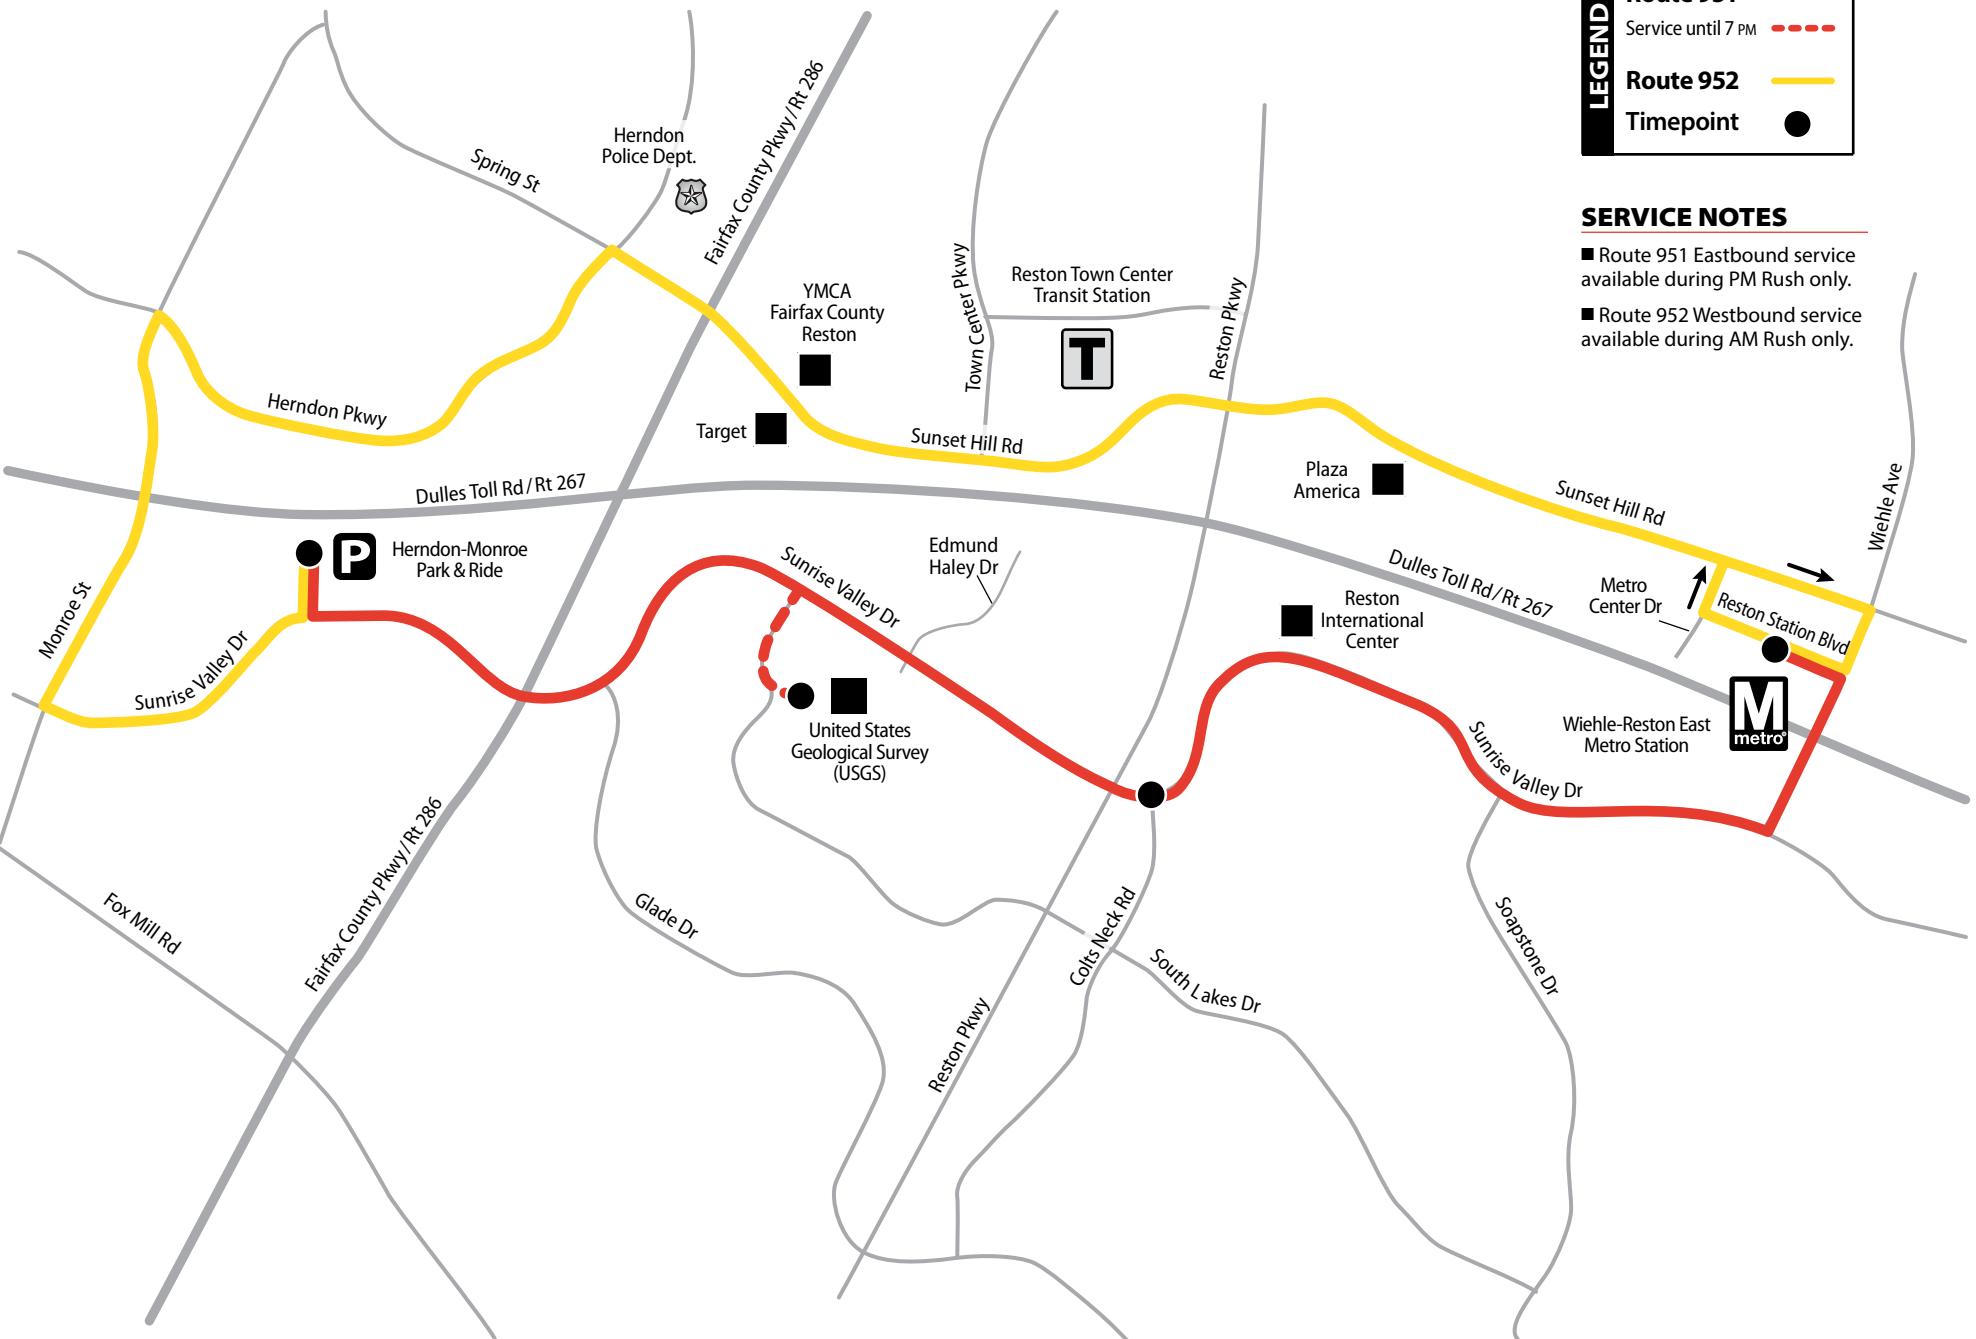 LEGEND
Route 951
Service until 7 PM
Route 952
Timepoint
SERVICE NOTES
■ Route 951 Eastbound service
available during PM Rush only.
■ Route 952 Westbound service
available during AM Rush only.
Herndon
Police Dept.
Spring St
Fairfax County Pkwy/Rt 286
YMCA
Fairfax County
Reston
Town Center Pkwy
Reston Town Center
Transit Station
T
Reston Pkwy
Herndon Pkwy
Target
Sunset Hill Rd
Plaza
America
Sunset Hill Rd
Wiehle Ave
Dulles Toll Rd/Rt 267
P
Herndon-Monroe
Park & Ride
Monroe St
Sunrise Valley Dr
Sunrise Valley Dr
Edmund
Haley Dr
Dulles Toll Rd/Rt 267
Metro
Center Dr
Reston Station Blvd
Reston
International
Center
United States
Geological Survey
(USGS)
Wiehle-Reston East
Metro Station
M
metro
Sunrise Valley Dr
Fairfax County Pkwy/Rt 286
Fox Mill Rd
Glade Dr
Colts Neck Rd
South Lakes Dr
Soapstone Dr
Reston Pkwy